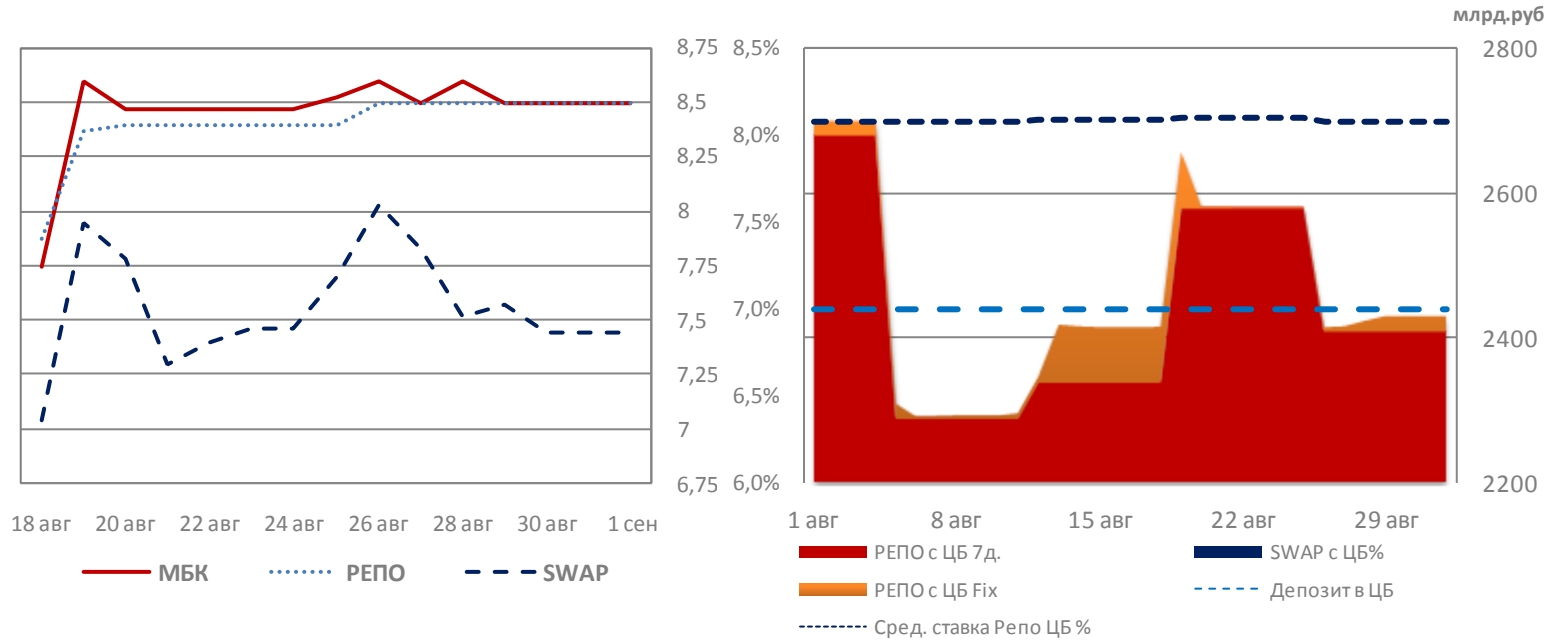 млрд.руб
8,75
8,5
8,25
8
7,75
7,5
7,25
7
6,75
18 авг 20 авг 22 авг 24 авг 26 авг 28 авг 30 авг 1 сен
МБК РЕПО SWAP
8,5%
8,0%
7,5%
7,0%
6,5%
6,0%
2800
2600
2400
2200
1 авг 8 авг 15 авг 22 авг 29 авг
РЕПО с ЦБ 7д. SWAP с ЦБ%
РЕПО с ЦБ Fix Депозит в ЦБ
Сред. ставка Репо ЦБ %